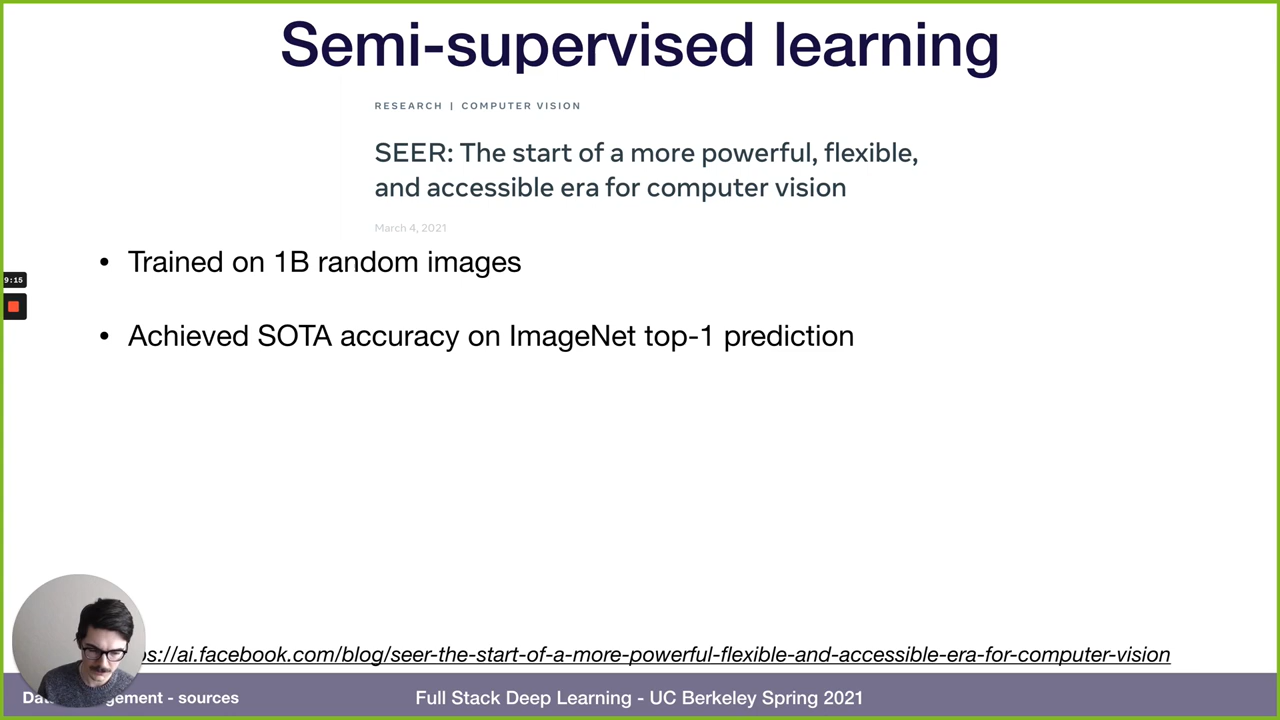 Semi-supervised learning
RESEARCH | COMPUTER VISION
SEER: The start of a more powerful, flexible,
and accessible era for computer vision
March 4, 2021
• Trained on 1B random images
9:15
• Achieved SOTA accuracy on ImageNet top-1 prediction
ps://ai.facebook.com/blog/seer-the-start-of-a-more-powerful-flexible-and-accessible-era-for-computer-vision
sources
Full Stack Deep Learning - UC Berkeley Spring 2021